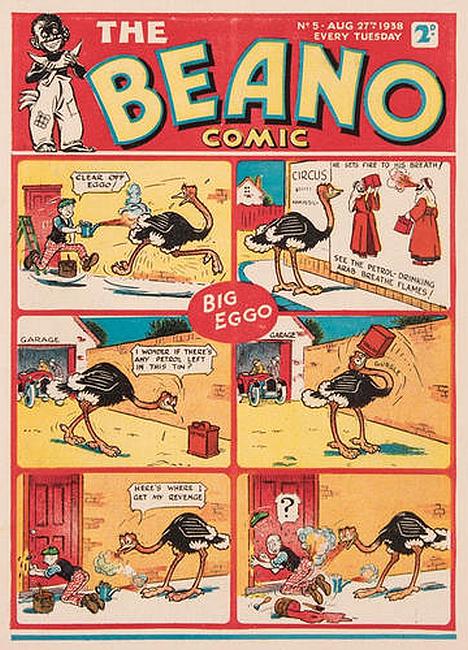 THE
BEANO
COMIC
Nº 5 - AUG 27TH 1938
EVERY TUESDAY
2D.
CLEAR OFF
EGGO!
CIRCUS
HE SETS FIRE TO HIS BREATH!
SEE THE PETROL-DRINKING
ARAB BREATHE FLAMES!
BIG
EGGO
GARAGE
I WONDER IF THERE'S
ANY PETROL LEFT
IN THIS TIN?
GARAGE
GUGGLE
HERE'S WHERE I
GET MY REVENGE
?